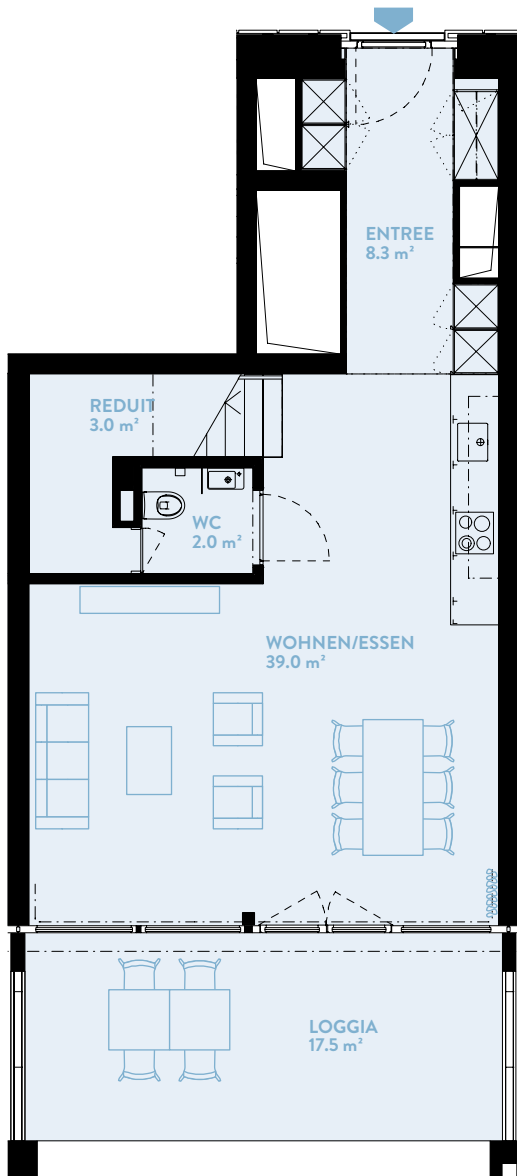 ENTREE
8.3 m²
REDUIT
3.0 m²
WC
2.0 m²
WOHNEN/ESSEN
39.0 m²
LOGGIA
17.5 m²